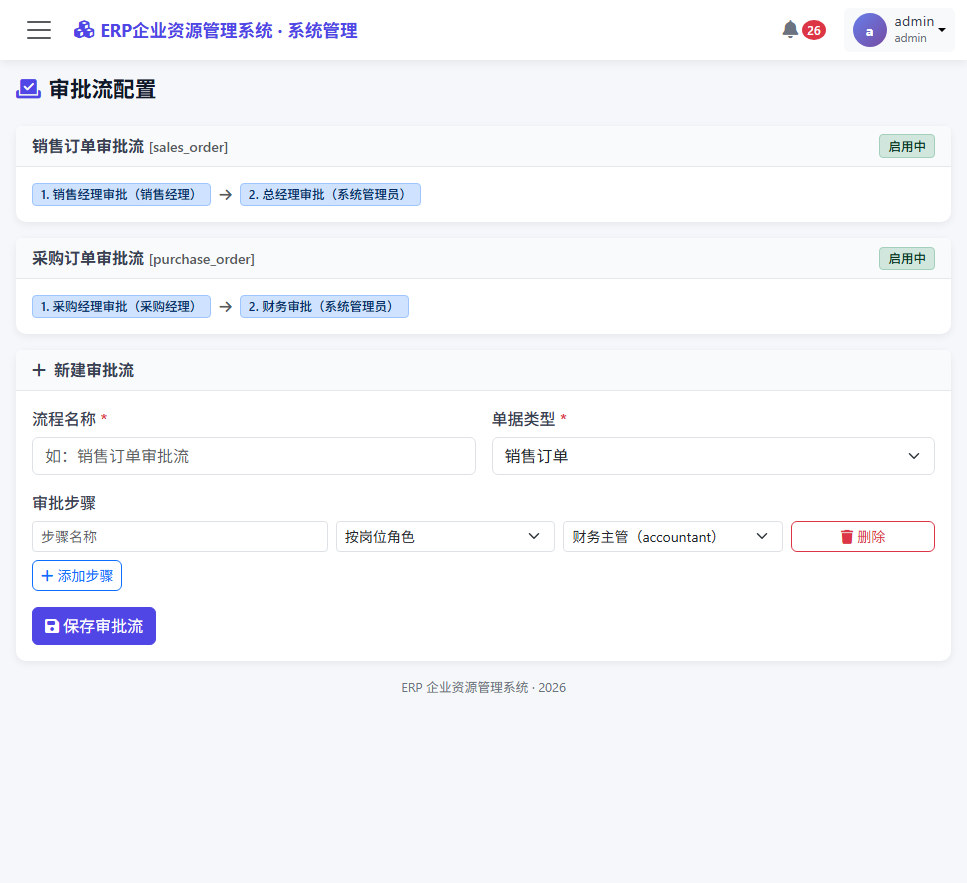 ERP企业资源管理系统 · 系统管理
26
a
admin
admin
审批流配置
销售订单审批流 [sales_order]
启用中
1. 销售经理审批（销售经理） → 2. 总经理审批（系统管理员）
采购订单审批流 [purchase_order]
启用中
1. 采购经理审批（采购经理） → 2. 财务审批（系统管理员）
新建审批流
流程名称 *
单据类型 *
如：销售订单审批流
销售订单
审批步骤
步骤名称
按岗位角色
财务主管（accountant）
删除
添加步骤
保存审批流
ERP 企业资源管理系统 · 2026